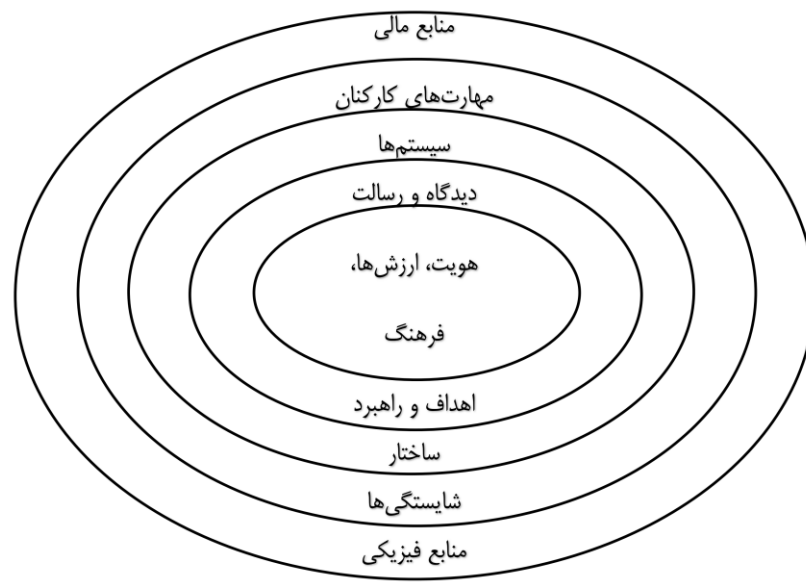 منابع مالی
مهارت‌های کارکنان
سیستم‌ها
دیدگاه و رسالت
هویت، ارزش‌ها،
فرهنگ
اهداف و راهبرد
ساختار
شایستگی‌ها
منابع فیزیکی